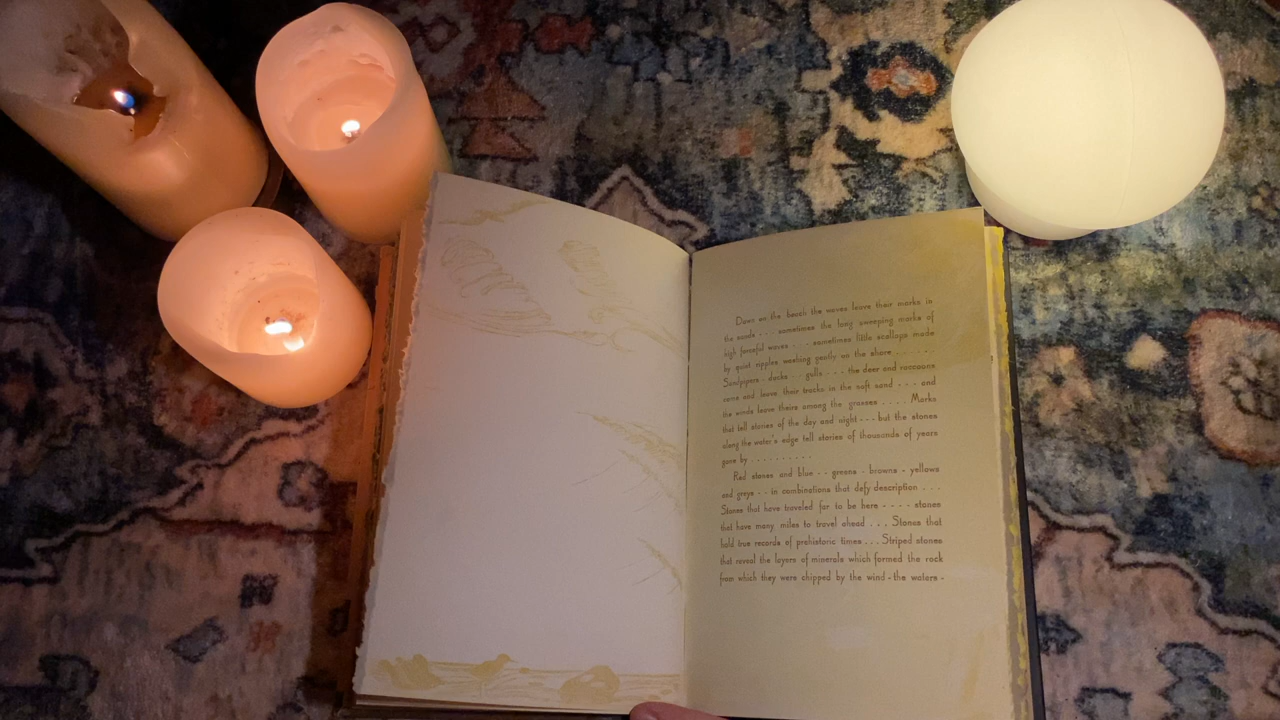 Down on the beach the waves leave their marks in
the sands . . . sometimes the long sweeping marks of
high forceful waves . . . sometimes little scallops made
by quiet ripples washing gently on the shore . . . . . . .
Sandpipers - ducks - gulls . . . . the deer and raccoons
come and leave their tracks in the soft sand . . . and
the winds leave theirs among the grasses . . . . Marks
that tell stories of the day and night - - - but the stones
along the water's edge tell stories of thousands of years
gone by . . . . . . . . . .
Red stones and blue - - greens - browns - yellows
and greys - - in combinations that defy description . . .
Stones that have traveled far to be here - - - - stones
that have many miles to travel ahead . . . Stones that
hold true records of prehistoric times . . . Striped stones
that reveal the layers of minerals which formed the rock
from which they were chipped by the wind - the waters -